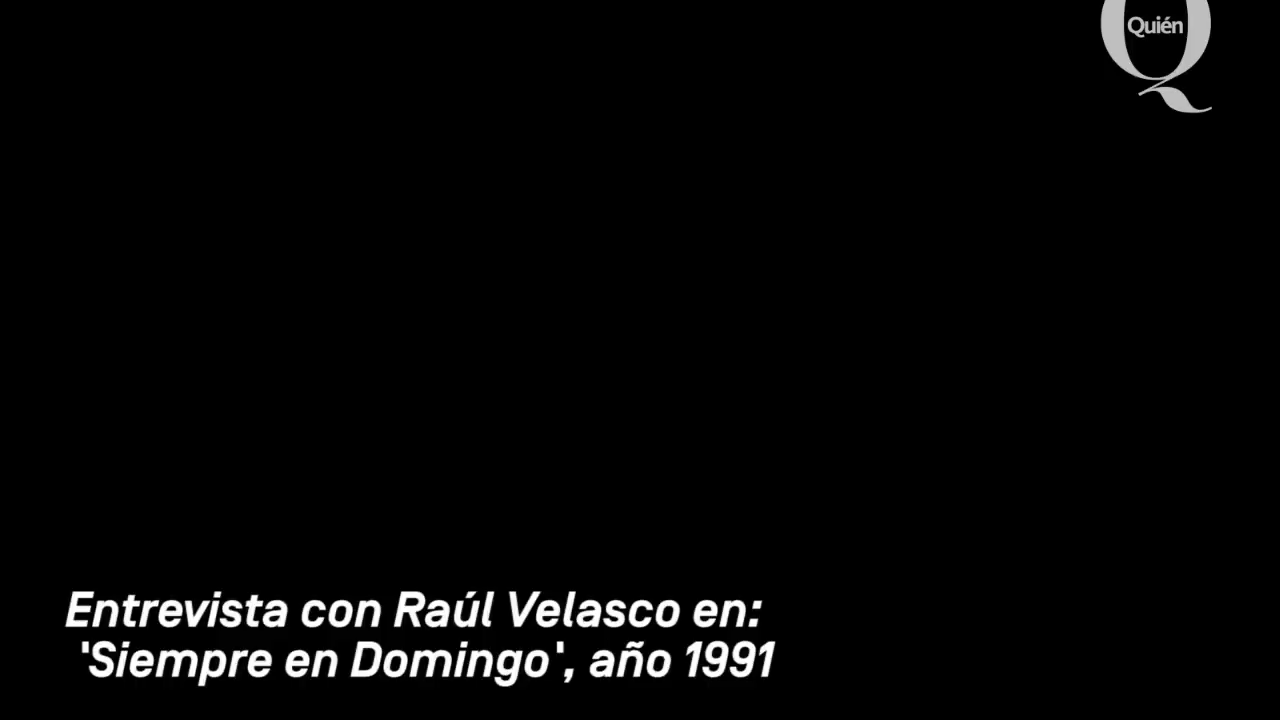 Quién
Entrevista con Raúl Velasco en:
'Siempre en Domingo', año 1991